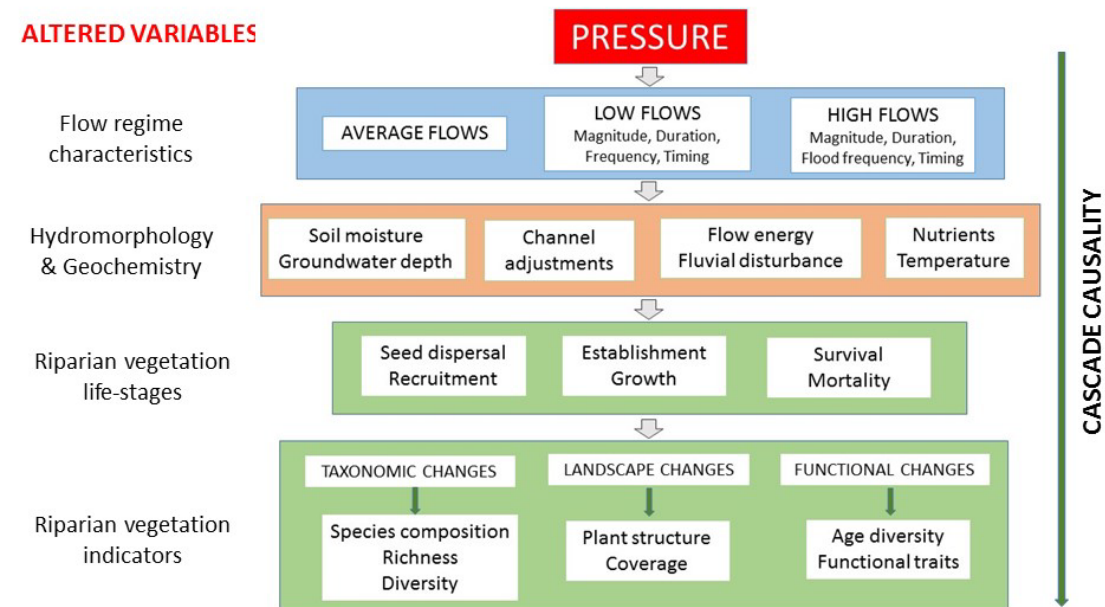 ALTERED VARIABLES
PRESSURE
Flow regime
characteristics
AVERAGE FLOWS
LOW FLOWS
Magnitude, Duration,
Frequency, Timing
HIGH FLOWS
Magnitude, Duration,
Flood frequency, Timing
Hydromorphology
& Geochemistry
Soil moisture
Groundwater depth
Channel
adjustments
Flow energy
Fluvial disturbance
Nutrients
Temperature
Riparian vegetation
life-stages
Seed dispersal
Recruitment
Establishment
Growth
Survival
Mortality
Riparian vegetation
indicators
TAXONOMIC CHANGES
Species composition
Richness
Diversity
LANDSCAPE CHANGES
Plant structure
Coverage
FUNCTIONAL CHANGES
Age diversity
Functional traits
CASCADE CAUSALITY